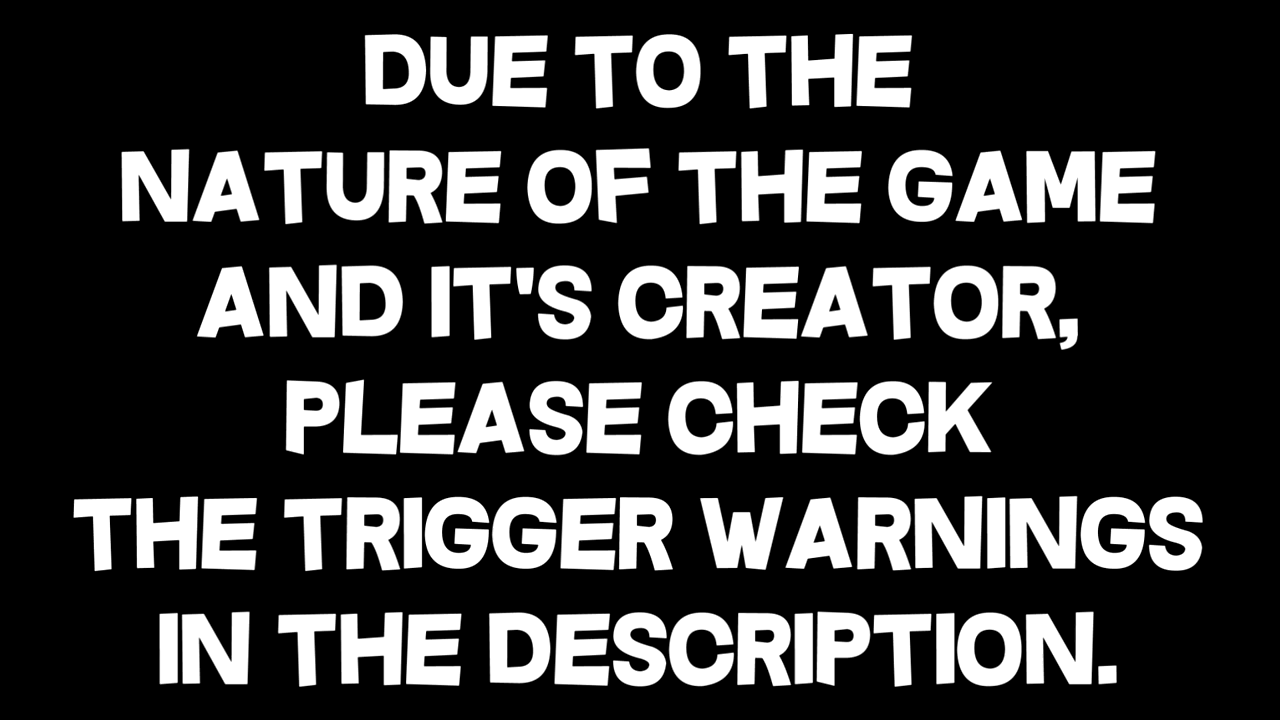 DUE TO THE
NATURE OF THE GAME
AND IT'S CREATOR,
PLEASE CHECK
THE TRIGGER WARNINGS
IN THE DESCRIPTION.